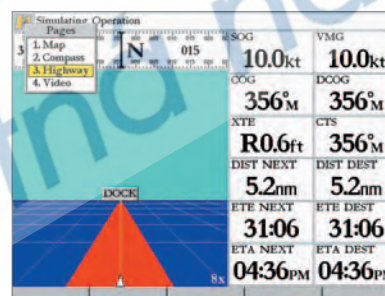 Simulating Operation
Pages
1. Map
2. Compass
3. Highway
4. Video
3
N
015
SOG
10.0kt
VMG
10.0kt
COG
356°M
DCOG
356°M
XTE
R0.6ft
CTS
356°M
DIST NEXT
5.2nm
DIST DEST
5.2nm
ETE NEXT
31:06
ETE DEST
31:06
ETA NEXT
04:36PM
ETA DEST
04:36P
DOCK
8x